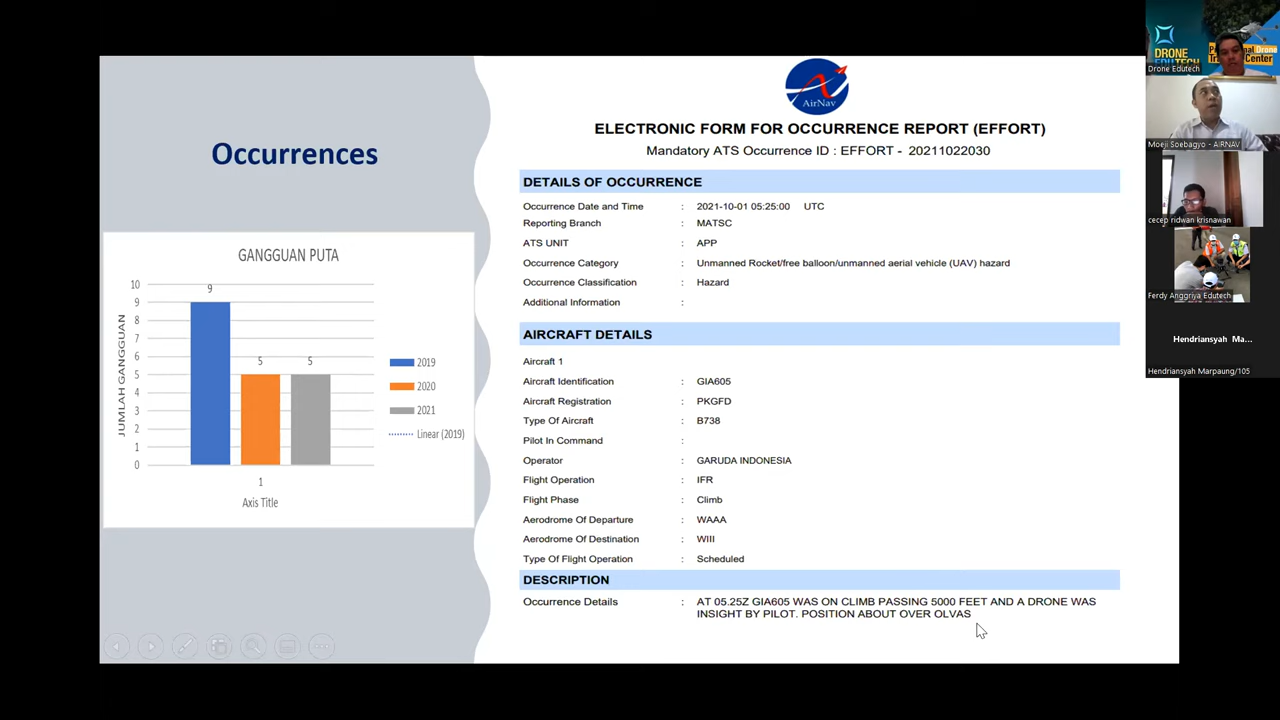 Occurrences
GANGGUAN PUTA
JUMLAH GANGGUAN
10
9
8
7
6
5
4
3
2
1
0
9
5
5
1
Axis Title
2019
2020
2021
Linear (2019)
AirNav
ELECTRONIC FORM FOR OCCURRENCE REPORT (EFFORT)
Mandatory ATS Occurrence ID : EFFORT - 20211022030
DETAILS OF OCCURRENCE
Occurrence Date and Time : 2021-10-01 05:25:00 UTC
Reporting Branch : MATSC
ATS UNIT : APP
Occurrence Category : Unmanned Rocket/free balloon/unmanned aerial vehicle (UAV) hazard
Occurrence Classification : Hazard
Additional Information :
AIRCRAFT DETAILS
Aircraft 1
Aircraft Identification : GIA605
Aircraft Registration : PKGFD
Type Of Aircraft : B738
Pilot In Command :
Operator : GARUDA INDONESIA
Flight Operation : IFR
Flight Phase : Climb
Aerodrome Of Departure : WAAA
Aerodrome Of Destination : WIII
Type Of Flight Operation : Scheduled
DESCRIPTION
Occurrence Details : AT 05.25Z GIA605 WAS ON CLIMB PASSING 5000 FEET AND A DRONE WAS
INSIGHT BY PILOT. POSITION ABOUT OVER OLVAS
DRONE
Drone
Center
Drone Edutech
Moeji Soebagyo - AIRNAV
cecep ridwan krisnawan
Ferdy Anggriya Edutech
Hendriansyah Ma...
Hendriansyah Marpaung/105